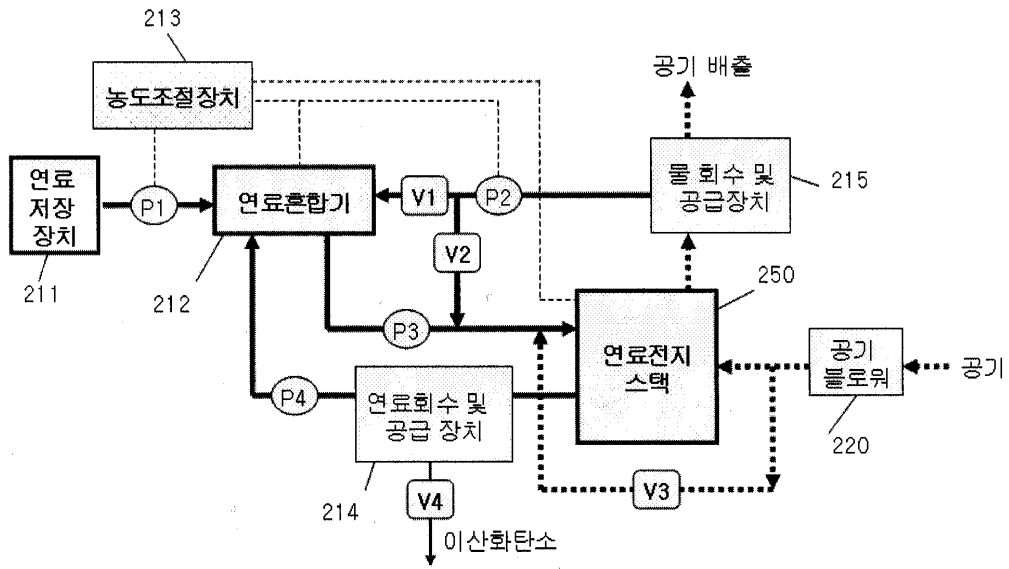 213
공기 배출
농도조절장치
연료
저장
장치
P1
연료혼합기
V1
P2
물 회수 및
공급장치
215
V2
211
212
250
P3
연료전지
스택
공기
블로워
공기
P4
연료회수 및
공급 장치
220
V3
214
V4
이산화탄소